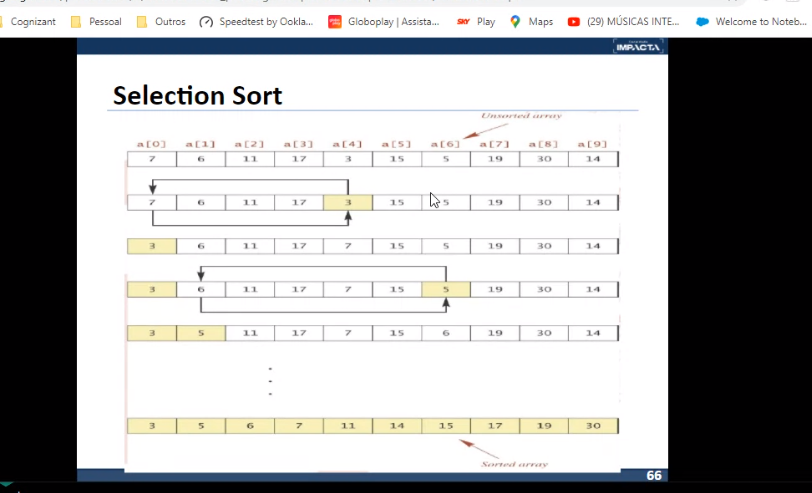 Cognizant Pessoal Outros Speedtest by Ookla... Globoplay | Assista... SKY Play Maps (29) MÚSICAS INTE... Welcome to Noteb...
IMPACTA
Selection Sort
Unsorted array
a[0] a[1] a[2] a[3] a[4] a[5] a[6] a[7] a[8] a[9]
7 6 11 17 3 15 5 19 30 14
7 6 11 17 3 15 5 19 30 14
3 6 11 17 7 15 5 19 30 14
3 6 11 17 7 15 5 19 30 14
3 5 11 17 7 15 6 19 30 14
3 5 6 7 11 14 15 17 19 30
Sorted array
66